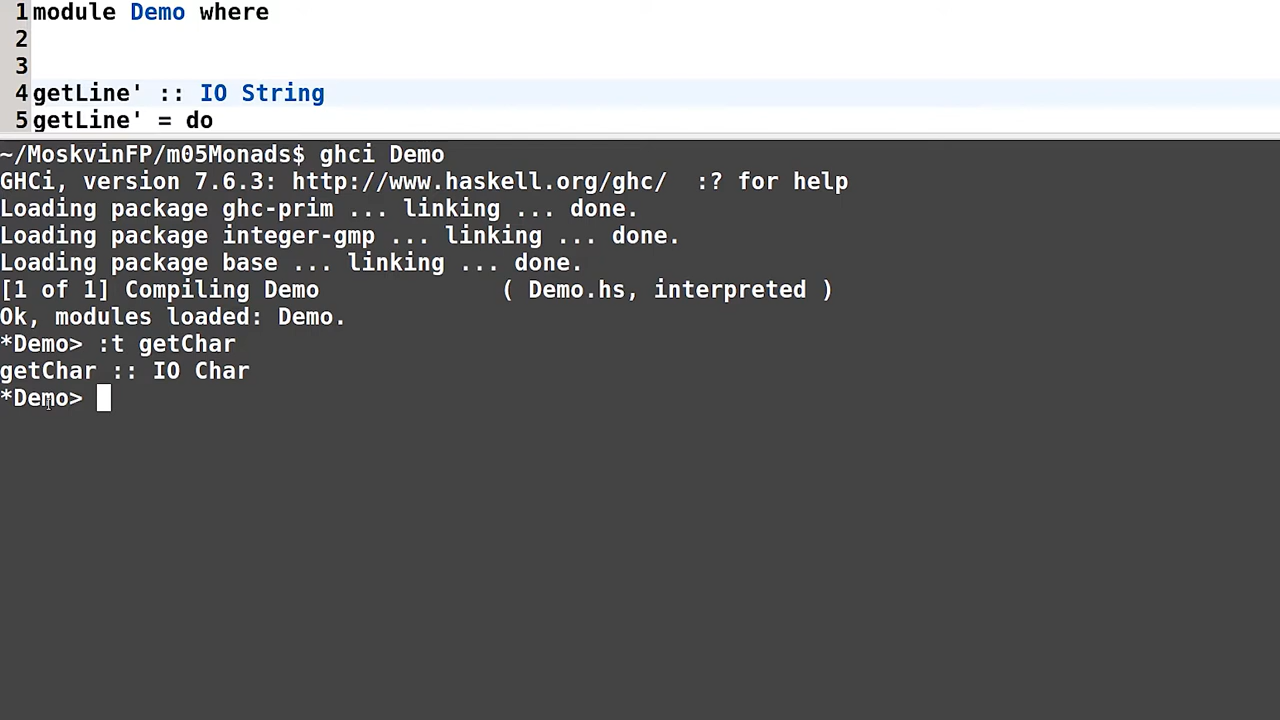 1 module Demo where
2
3
4 getLine' :: IO String
5 getLine' = do
~/MoskvinFP/m05Monads$ ghci Demo
GHCi, version 7.6.3: http://www.haskell.org/ghc/  :? for help
Loading package ghc-prim ... linking ... done.
Loading package integer-gmp ... linking ... done.
Loading package base ... linking ... done.
[1 of 1] Compiling Demo             ( Demo.hs, interpreted )
Ok, modules loaded: Demo.
*Demo> :t getChar
getChar :: IO Char
*Demo>